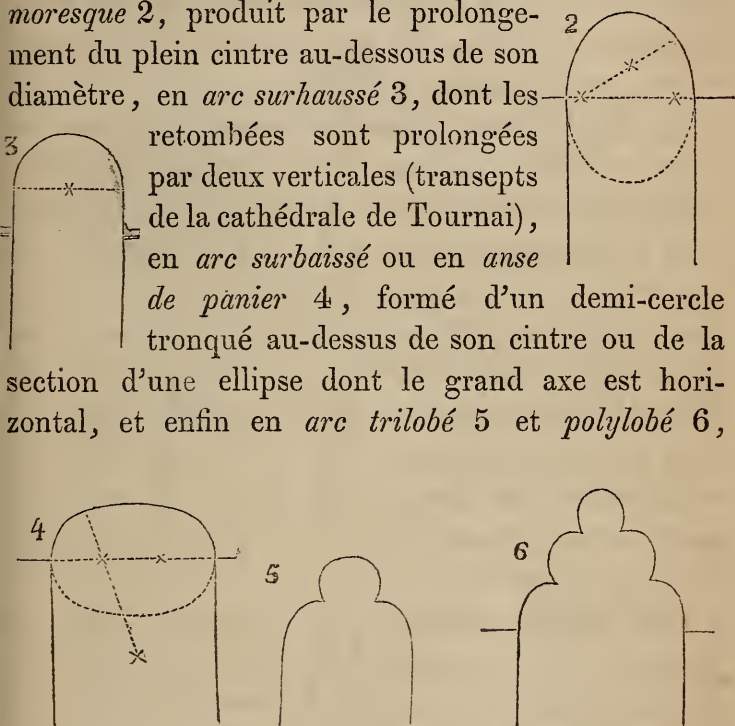 moresque 2, produit par le prolonge-
ment du plein cintre au-dessous de son
diamètre, en arc surhaussé 3, dont les
retombées sont prolongées
par deux verticales (transepts
de la cathédrale de Tournai),
en arc surbaissé ou en anse
de pànier 4, formé d'un demi-cercle
tronqué au-dessus de son cintre ou de la
section d'une ellipse dont le grand axe est hori-
zontal, et enfin en arc trilobé 5 et polylobé 6,
2
3
4
5
6